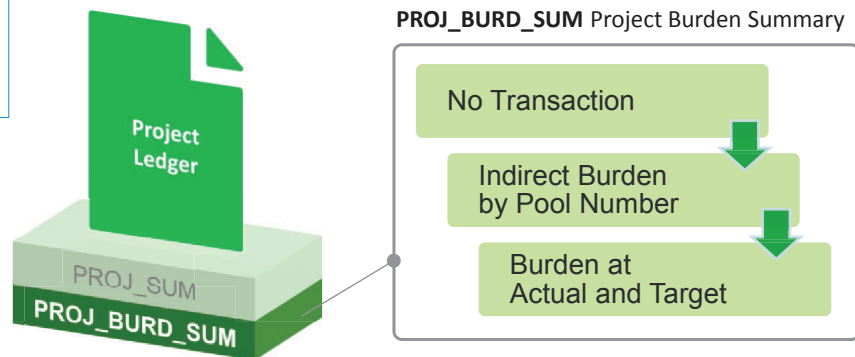 PROJ_BURD_SUM Project Burden Summary
Project
Ledger
PROJ_SUM
PROJ_BURD_SUM
No Transaction
Indirect Burden
by Pool Number
Burden at
Actual and Target